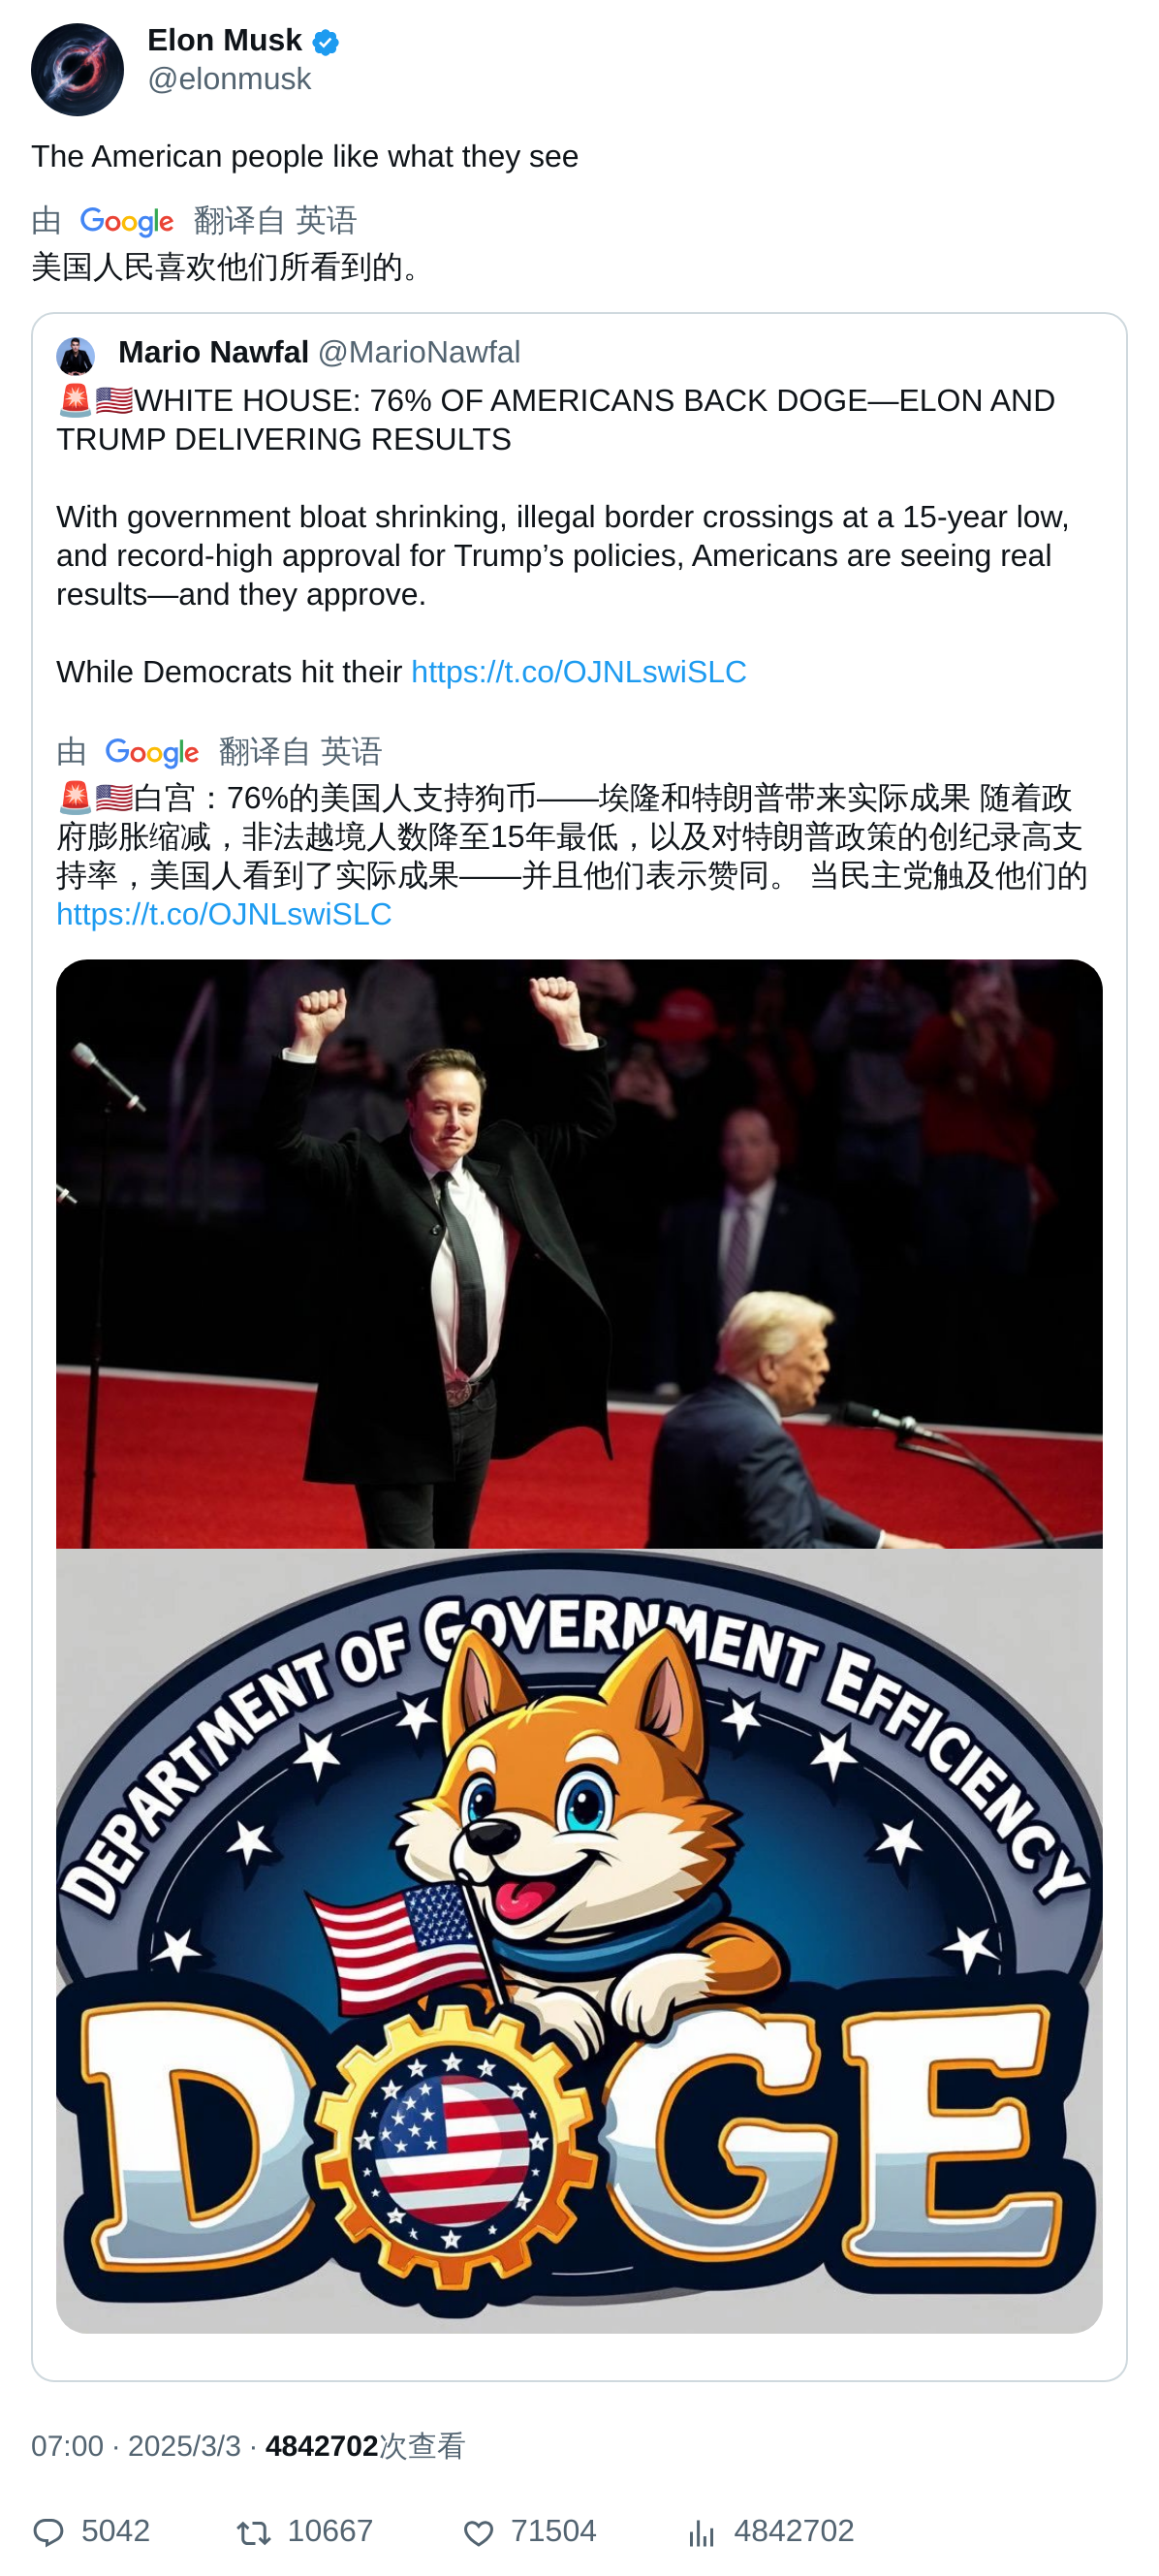 Elon Musk
@elonmusk
The American people like what they see
由 Google 翻译自 英语
美国人民喜欢他们所看到的。
Mario Nawfal @MarioNawfal
🚨🇺🇸WHITE HOUSE: 76% OF AMERICANS BACK DOGE—ELON AND
TRUMP DELIVERING RESULTS
With government bloat shrinking, illegal border crossings at a 15-year low,
and record-high approval for Trump’s policies, Americans are seeing real
results—and they approve.
While Democrats hit their https://t.co/OJNLswiSLC
由 Google 翻译自 英语
🚨🇺🇸白宫：76%的美国人支持狗币——埃隆和特朗普带来实际成果 随着政
府膨胀缩减，非法越境人数降至15年最低，以及对特朗普政策的创纪录高支
持率，美国人看到了实际成果——并且他们表示赞同。 当民主党触及他们的
https://t.co/OJNLswiSLC
DEPARTMENT OF GOVERNMENT EFFICIENCY
DOGE
07:00 · 2025/3/3 · 4842702次查看
5042 10667 71504 4842702